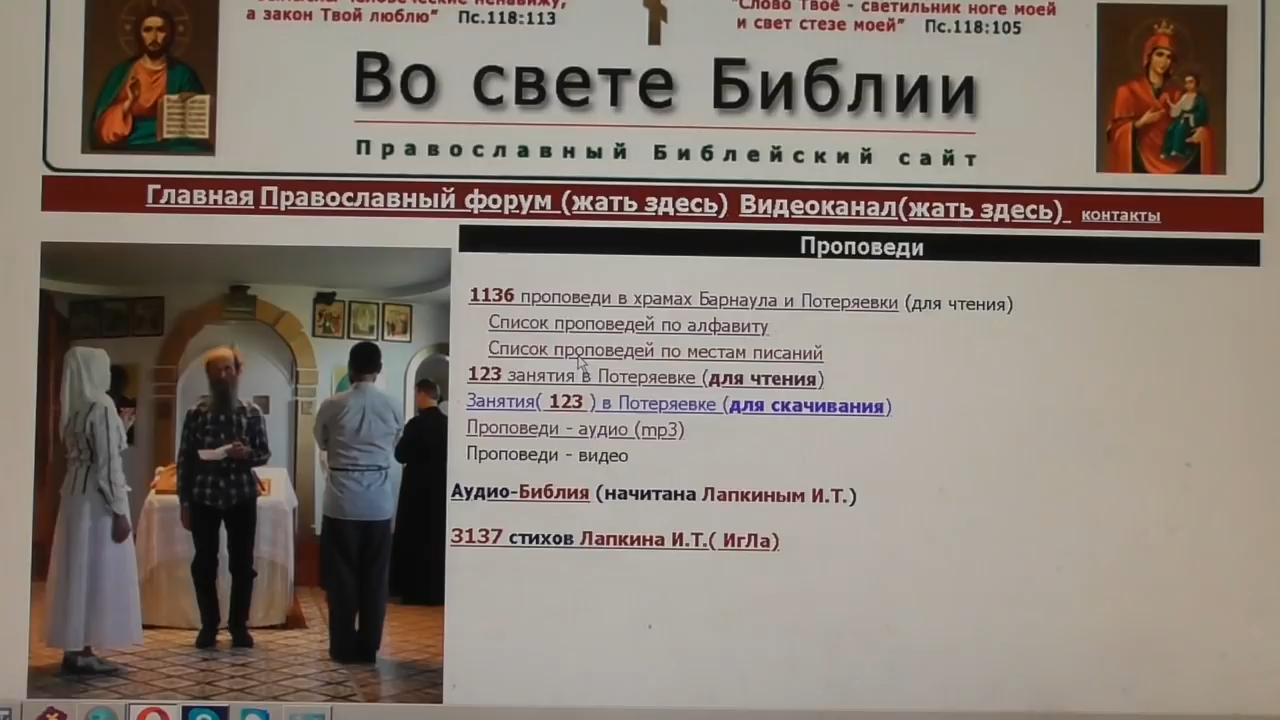 человеческие ненавижу,
а закон Твой люблю” Пс.118:113
“Слово Твоё - светильник ноге моей
и свет стезе моей” Пс.118:105
Во свете Библии
Православный Библейский сайт
Главная Православный форум (жать здесь) Видеоканал(жать здесь) контакты
Проповеди
1136 проповеди в храмах Барнаула и Потеряевки (для чтения)
Список проповедей по алфавиту
Список проповедей по местам писаний
123 занятия в Потеряевке (для чтения)
Занятия( 123 ) в Потеряевке (для скачивания)
Проповеди - аудио (mp3)
Проповеди - видео
Аудио-Библия (начитана Лапкиным И.Т.)
3137 стихов Лапкина И.Т.( ИгЛа)